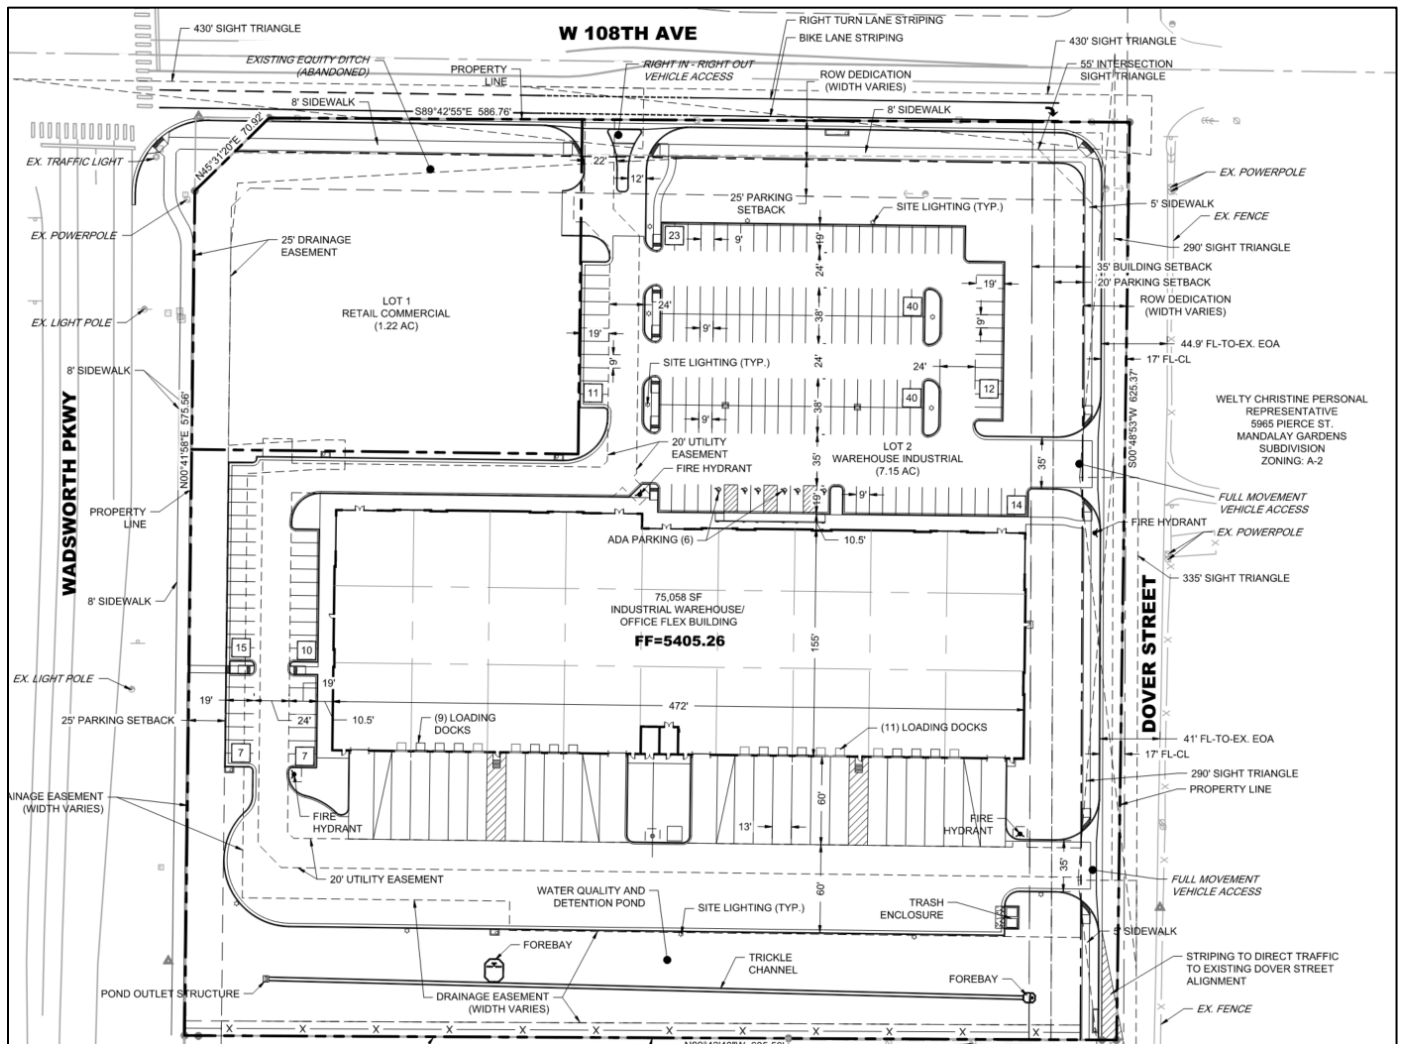 W 108TH AVE
430' SIGHT TRIANGLE
EXISTING EQUITY DITCH
(ABANDONED)
PROPERTY
LINE
RIGHT IN - RIGHT OUT
VEHICLE ACCESS
RIGHT TURN LANE STRIPING
BIKE LANE STRIPING
ROW DEDICATION
(WIDTH VARIES)
430' SIGHT TRIANGLE
55' INTERSECTION
SIGHT TRIANGLE
8' SIDEWALK
S89°42'55"E 586.76'
8' SIDEWALK
N45°31'20"E 70.92'
EX. TRAFFIC LIGHT
22'
12'
25' PARKING
SETBACK
SITE LIGHTING (TYP.)
EX. POWERPOLE
5' SIDEWALK
EX. FENCE
EX. POWERPOLE
25' DRAINAGE
EASEMENT
23
9'
19'
24'
290' SIGHT TRIANGLE
35' BUILDING SETBACK
20' PARKING SETBACK
19'
LOT 1
RETAIL COMMERCIAL
(1.22 AC)
24'
40
38'
9'
9'
ROW DEDICATION
(WIDTH VARIES)
EX. LIGHT POLE
19'
9'
44.9' FL-TO-EX. EOA
17' FL-CL
SITE LIGHTING (TYP.)
24'
24'
8' SIDEWALK
11
12
40
38'
9'
N00°41'58"E 575.56'
S00°48'53"W 625.37'
WELTY CHRISTINE PERSONAL
REPRESENTATIVE
5965 PIERCE ST.
MANDALAY GARDENS
SUBDIVISION
ZONING: A-2
WADSWORTH PKWY
20' UTILITY
EASEMENT
FIRE HYDRANT
LOT 2
WAREHOUSE INDUSTRIAL
(7.15 AC)
35'
35'
PROPERTY
LINE
19'
9'
14
FULL MOVEMENT
VEHICLE ACCESS
FIRE HYDRANT
EX. POWERPOLE
ADA PARKING (6)
10.5'
335' SIGHT TRIANGLE
8' SIDEWALK
75,058 SF
INDUSTRIAL WAREHOUSE/
OFFICE FLEX BUILDING
FF=5405.26
155'
DOVER STREET
15
10
EX. LIGHT POLE
19'
19'
24'
10.5'
472'
25' PARKING SETBACK
(9) LOADING
DOCKS
(11) LOADING DOCKS
7
7
41' FL-TO-EX. EOA
17' FL-CL
290' SIGHT TRIANGLE
PROPERTY LINE
AINAGE EASEMENT
(WIDTH VARIES)
FIRE
HYDRANT
60'
13'
FIRE
HYDRANT
35'
20' UTILITY EASEMENT
60'
FULL MOVEMENT
VEHICLE ACCESS
WATER QUALITY AND
DETENTION POND
SITE LIGHTING (TYP.)
TRASH
ENCLOSURE
5' SIDEWALK
FOREBAY
TRICKLE
CHANNEL
STRIPING TO DIRECT TRAFFIC
TO EXISTING DOVER STREET
ALIGNMENT
POND OUTLET STRUCTURE
DRAINAGE EASEMENT
(WIDTH VARIES)
FOREBAY
EX. FENCE